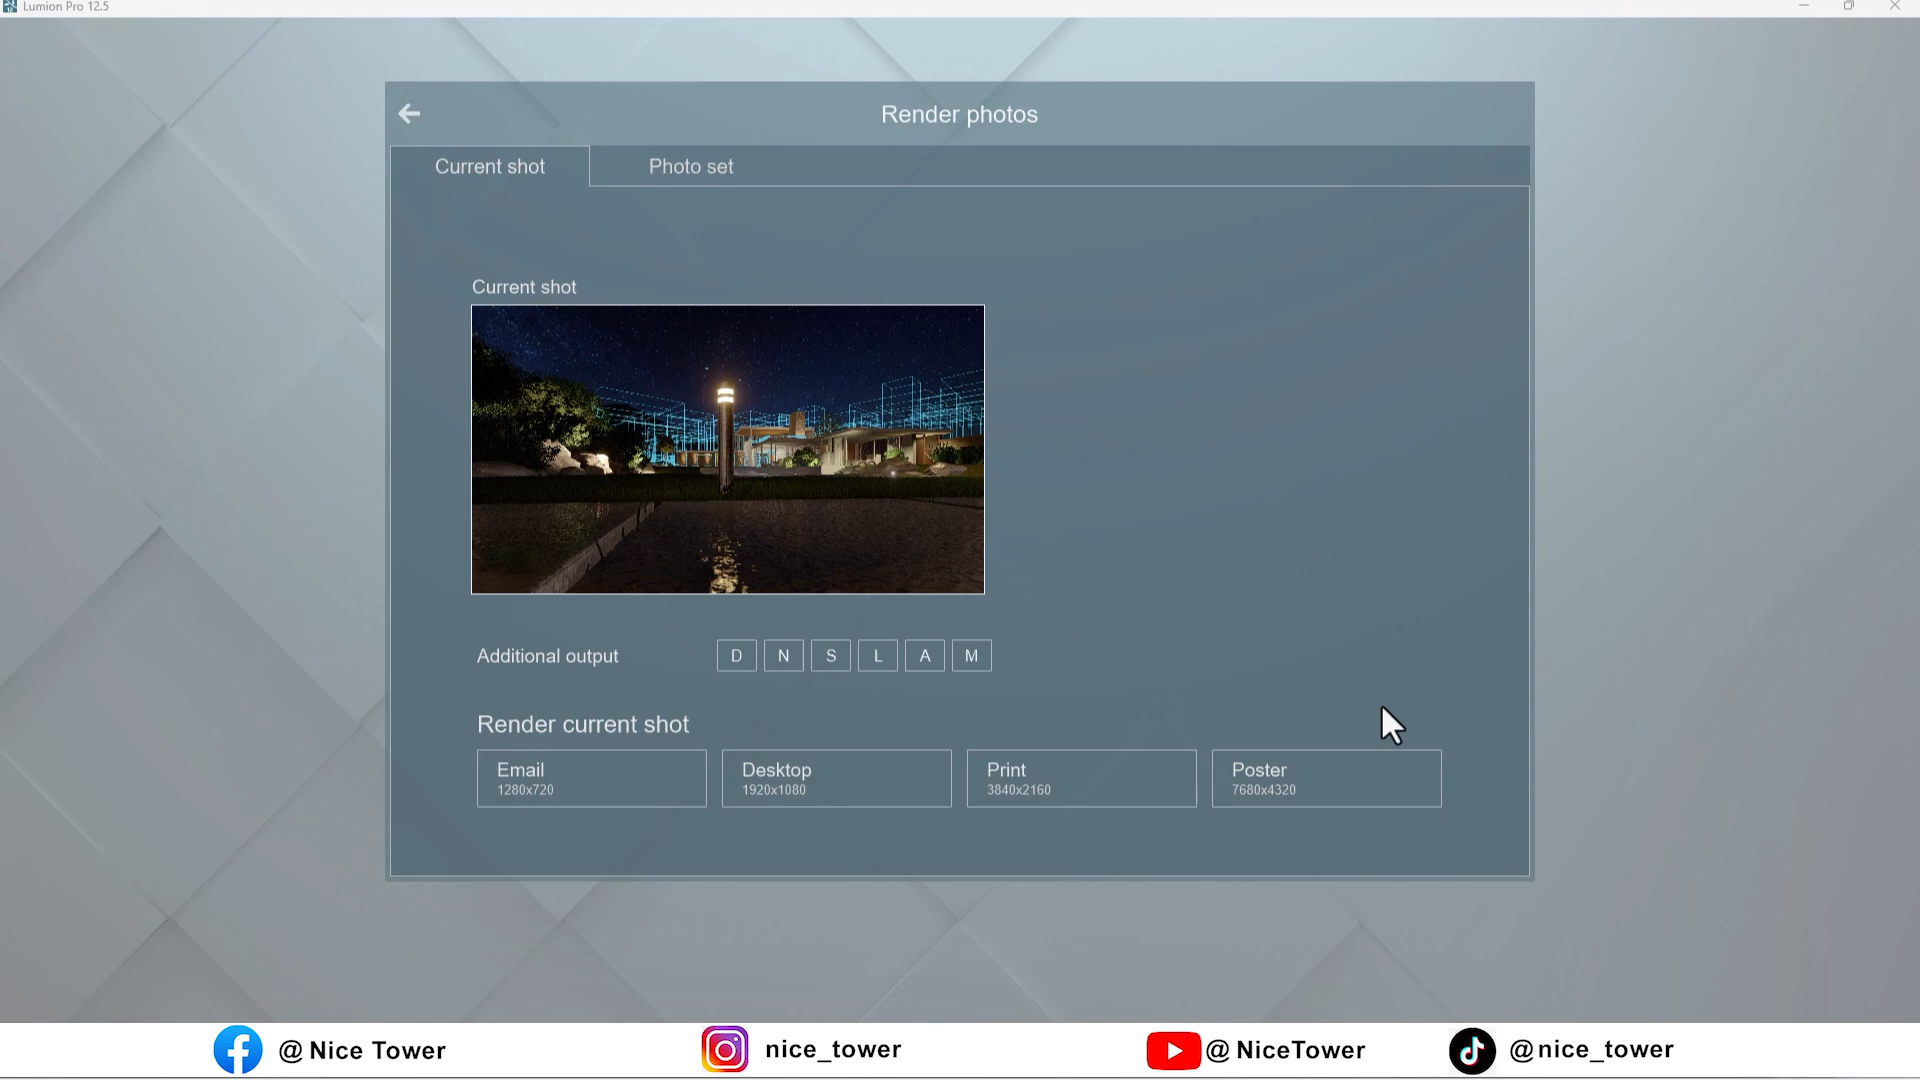 Lumion Pro 12.5
Render photos
Current shot
Photo set
Current shot
Additional output
D N S L A M
Render current shot
Email
1280x720
Desktop
1920x1080
Print
3840x2160
Poster
7680x4320
@ Nice Tower
nice_tower
@ NiceTower
@nice_tower